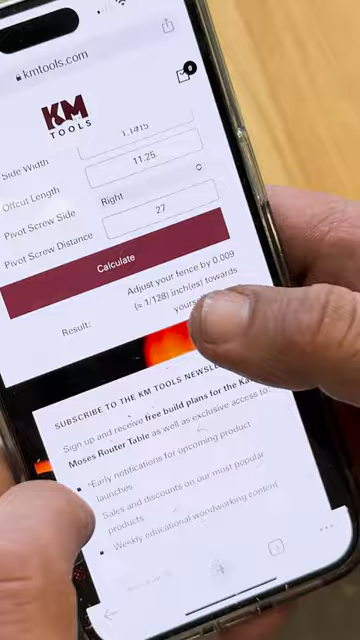 kmtools.com
0
KM
TOOLS
Side Width
Offcut Length 11.25
Pivot Screw Side Right
Pivot Screw Distance 27
Calculate
Result: Adjust your fence by 0.009
(≈ 1/128) inch(es) towards
SUBSCRIBE TO THE KM TOOLS
Sign up and receive free build plans for the
Moses Router Table as well as exclusive access to
*Early notifications for upcoming product
launches
Sales and discounts on our most popular
products
Weekly educational woodworking content